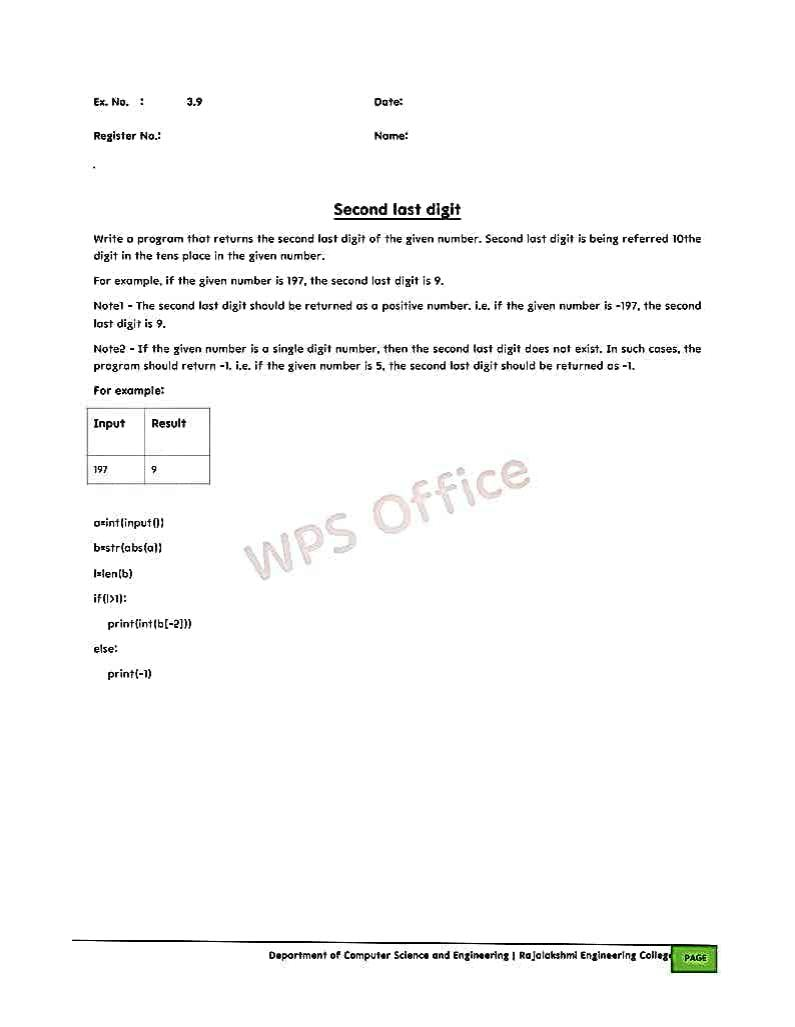 Ex. No. : 3.9 Date:
Register No.: Name:
.
Second last digit
Write a program that returns the second last digit of the given number. Second last digit is being referred 10the
digit in the tens place in the given number.
For example, if the given number is 197, the second last digit is 9.
Note1 - The second last digit should be returned as a positive number. i.e. if the given number is -197, the second
last digit is 9.
Note2 - If the given number is a single digit number, then the second last digit does not exist. In such cases, the
program should return -1. i.e. if the given number is 5, the second last digit should be returned as -1.
For example:
Input Result
197 9
WPS Office
a=int(input())
b=str(abs(a))
l=len(b)
if(l>1):
print(int(b[-2]))
else:
print(-1)
Department of Computer Science and Engineering | Rajalakshmi Engineering College
PAGE